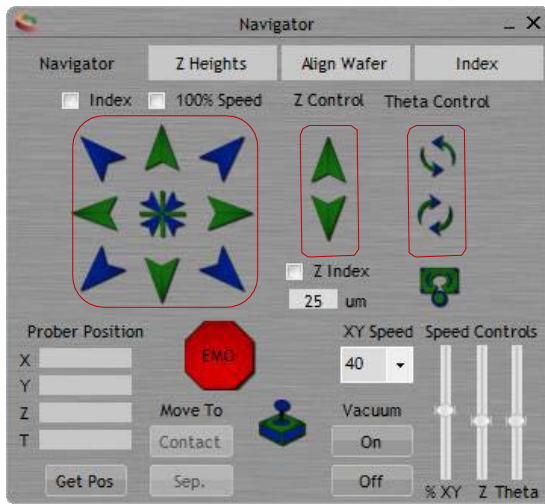 Navigator
Navigator Z Heights Align Wafer Index
Index 100% Speed Z Control Theta Control
Z Index
25 um
Prober Position XY Speed Speed Controls
EMO
X 40
Y
Z Move To Vacuum
T Contact On
Get Pos Sep. Off % XY Z Theta